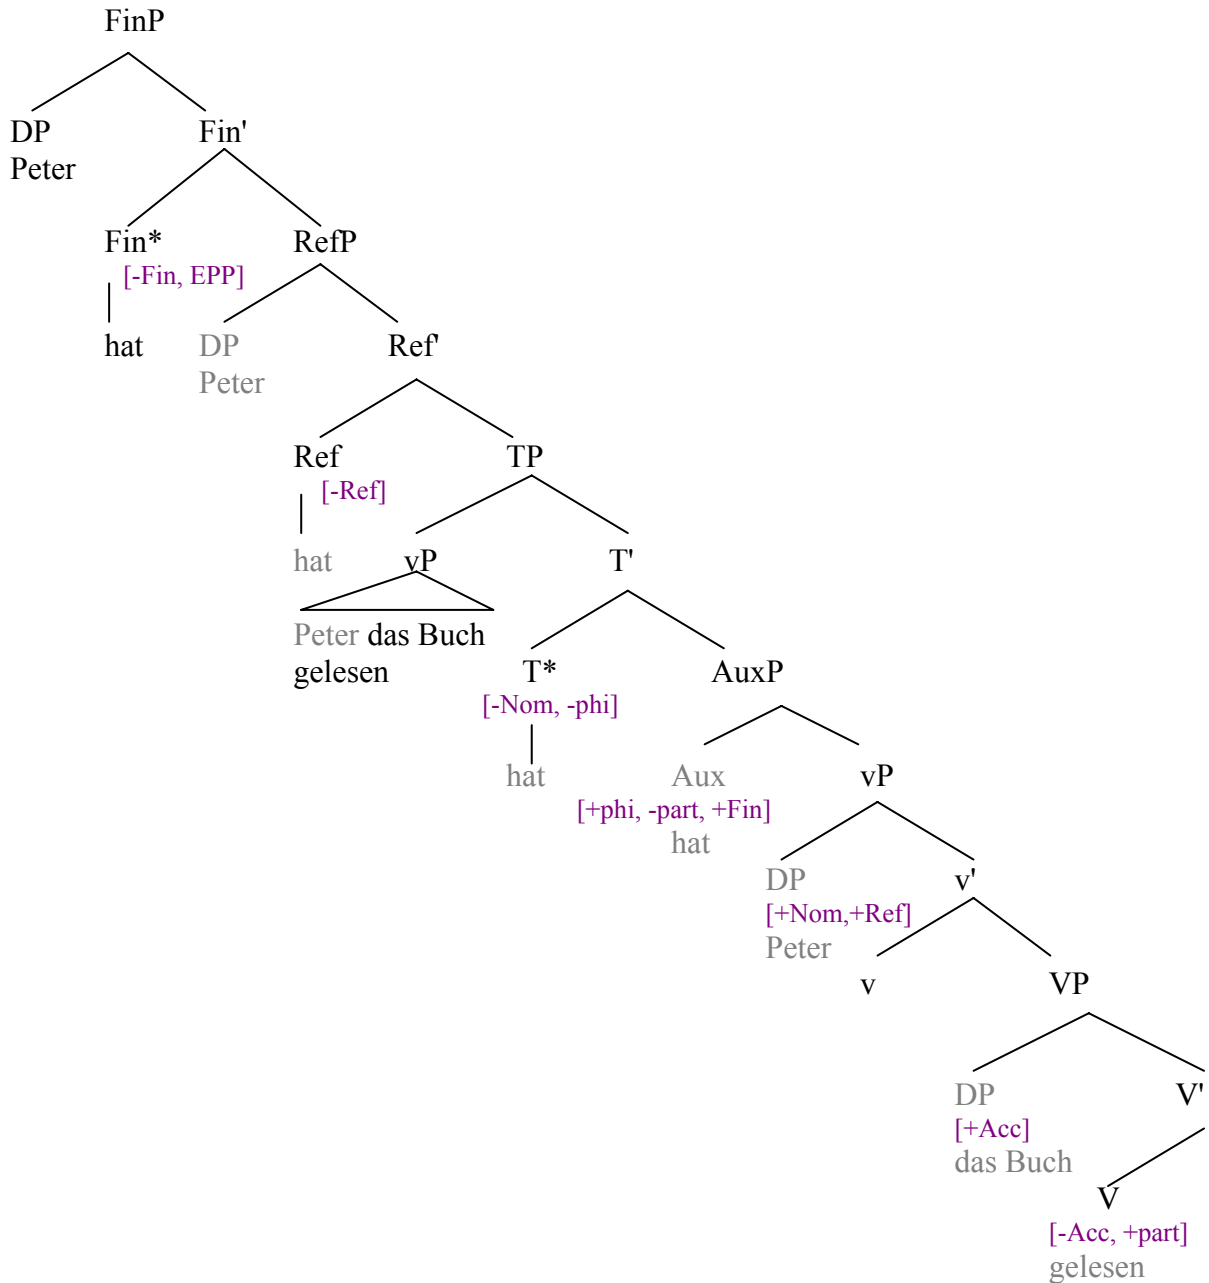 FinP
DP Fin'
Peter
Fin* RefP
[-Fin, EPP]
hat DP Ref'
Peter
Ref TP
[-Ref]
hat vP T'
Peter das Buch
gelesen T* AuxP
[-Nom, -phi]
hat Aux vP
[+phi, -part, +Fin]
hat
DP v'
[+Nom,+Ref]
Peter
v VP
DP V'
[+Acc]
das Buch
V
[-Acc, +part]
gelesen